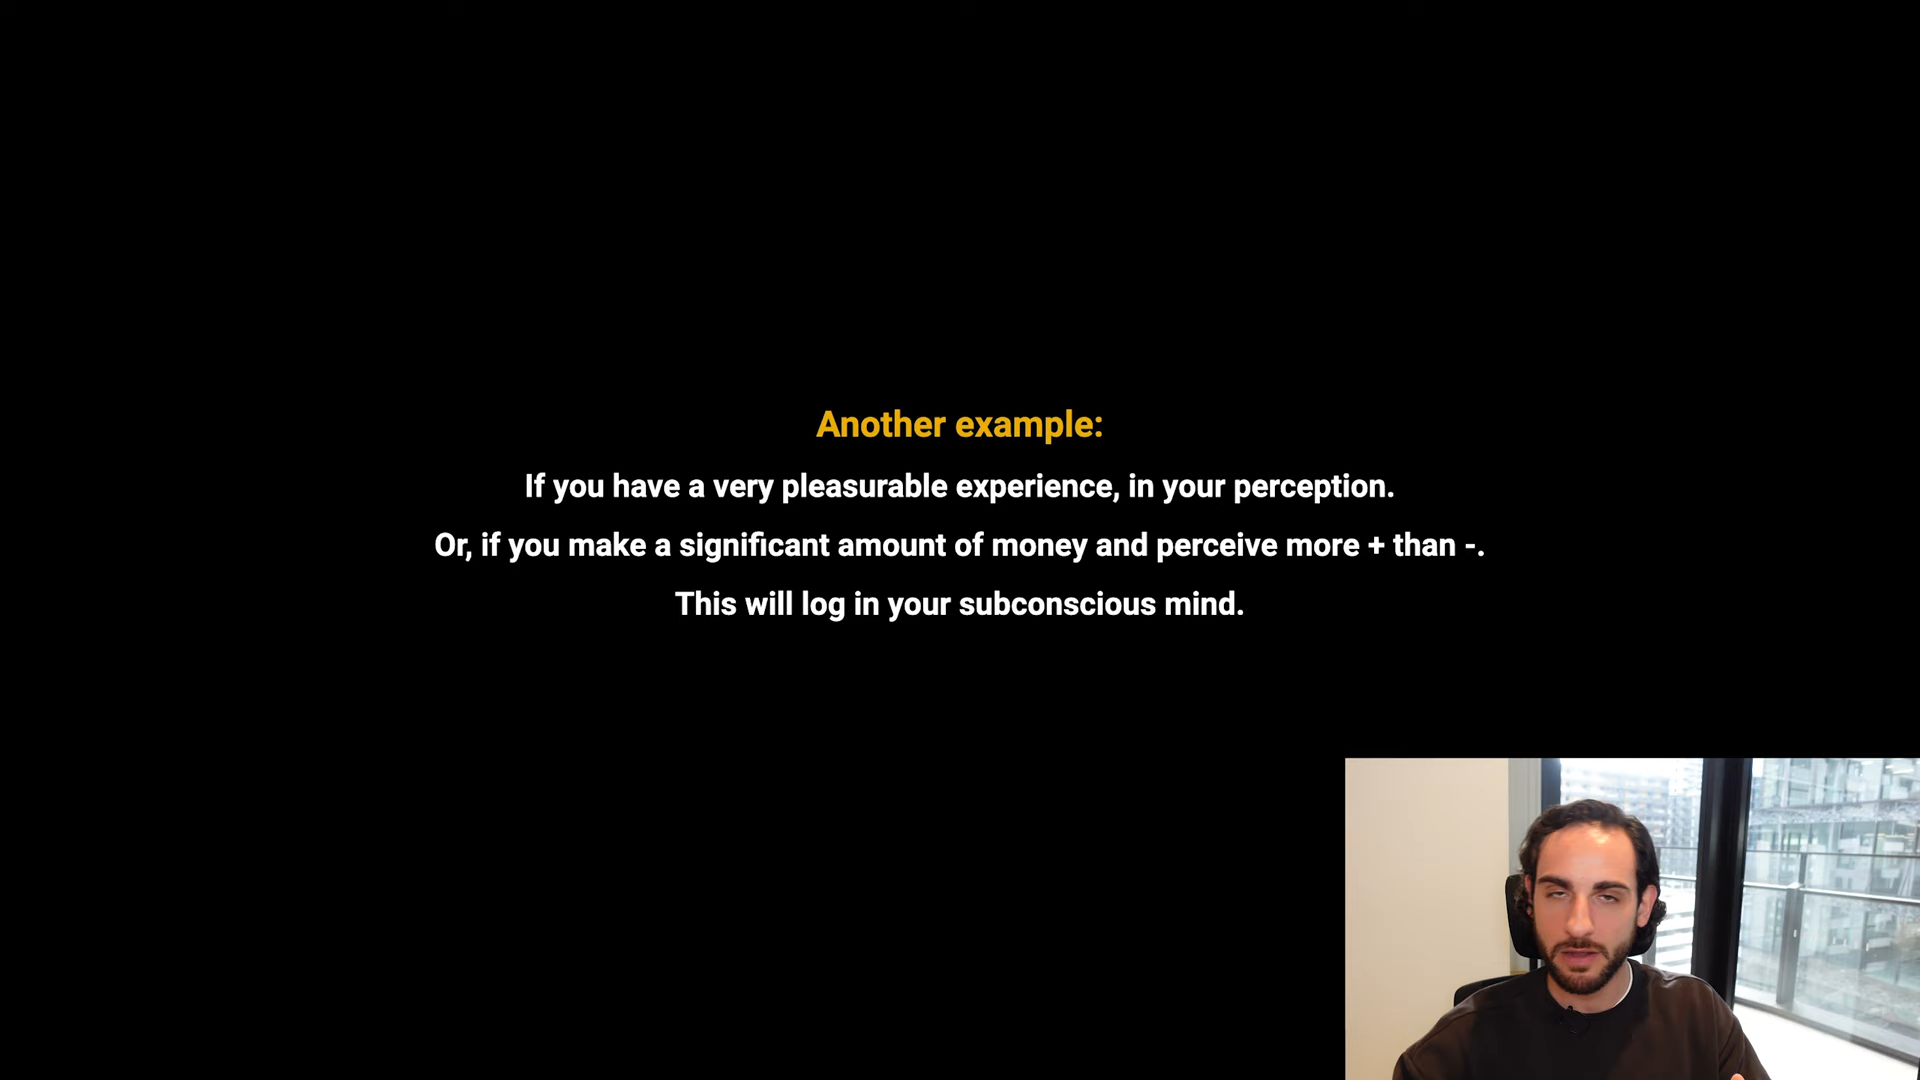 Another example:
If you have a very pleasurable experience, in your perception.
Or, if you make a significant amount of money and perceive more + than -.
This will log in your subconscious mind.